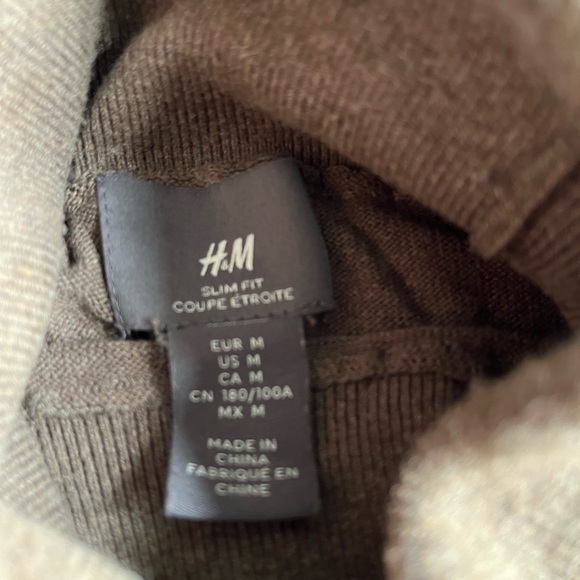 H&M
SLIM FIT
COUPE ÉTROITE
EUR M
US M
CA M
CN 180/100A
MX M
MADE IN
CHINA
FABRIQUÉ EN
CHINE